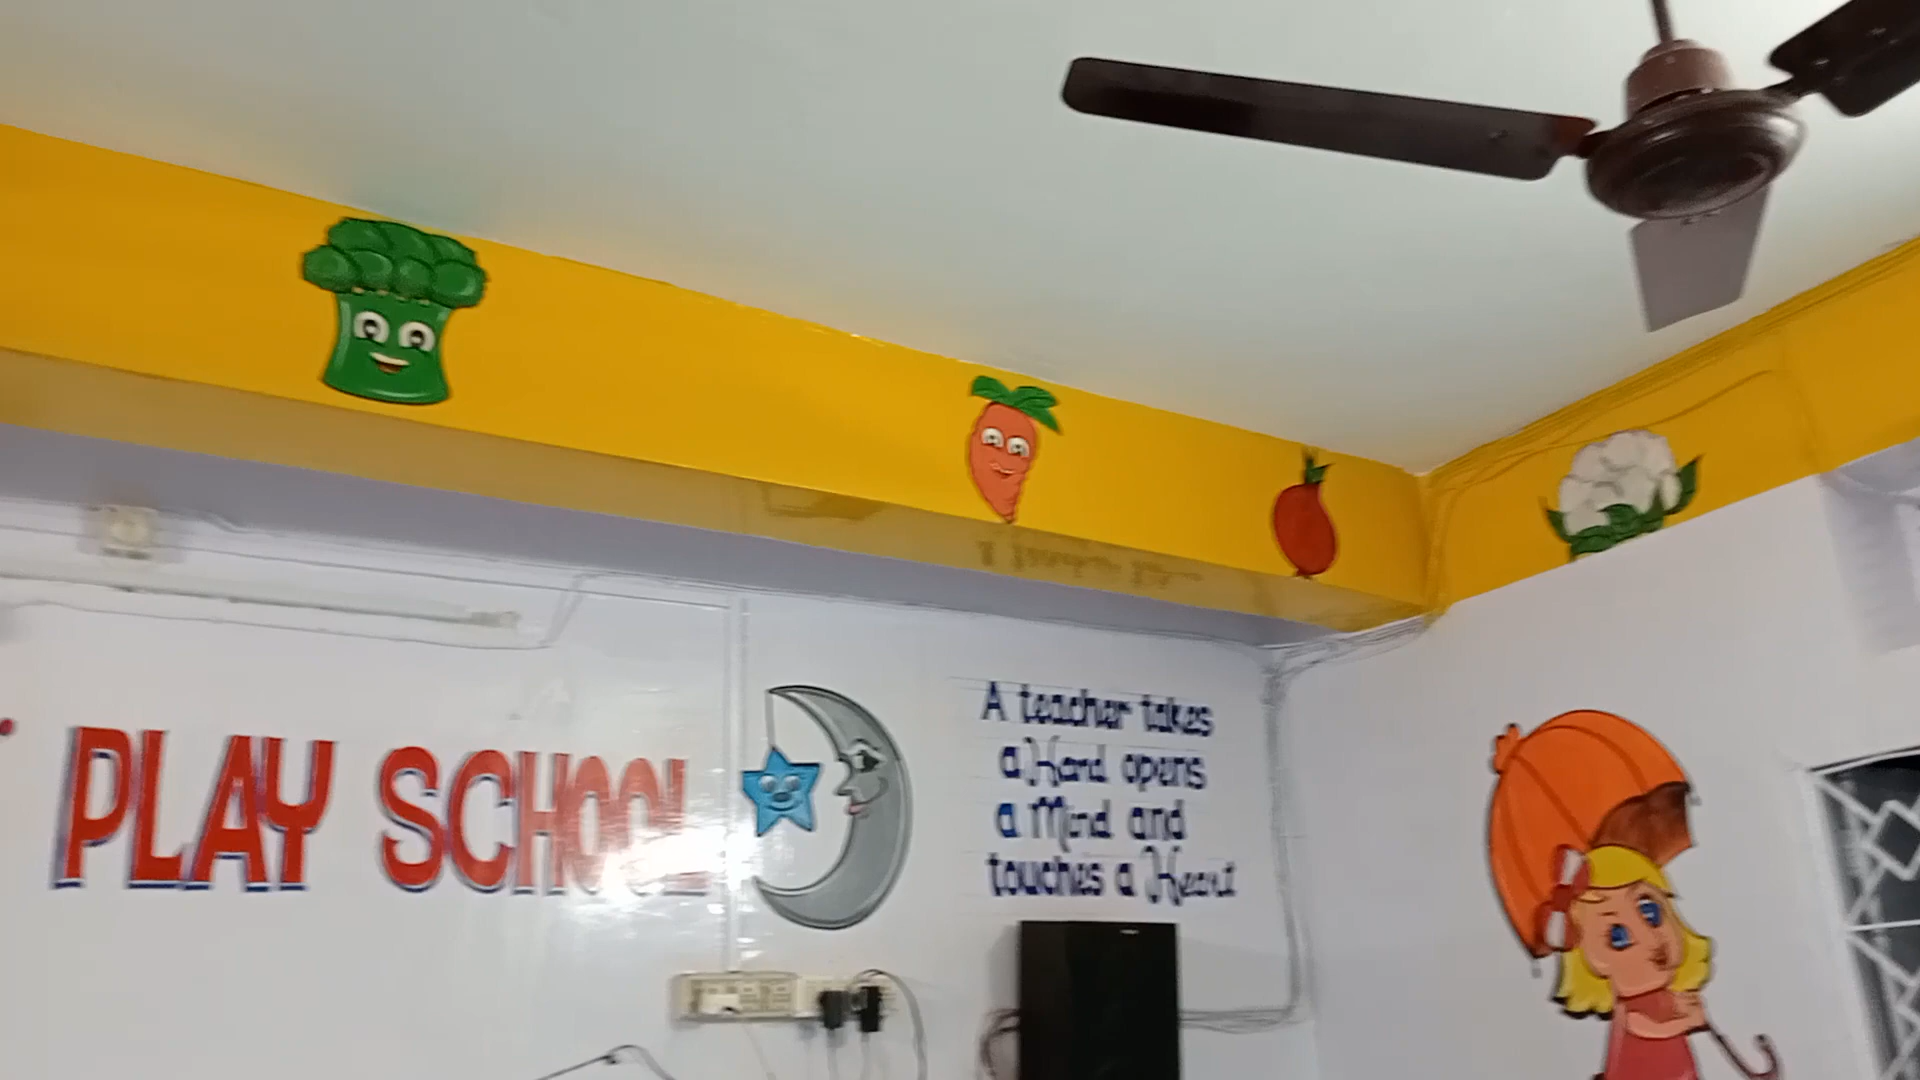 PLAY SCHOOL
A teacher takes
a Hand opens
a Mind and
touches a Heart